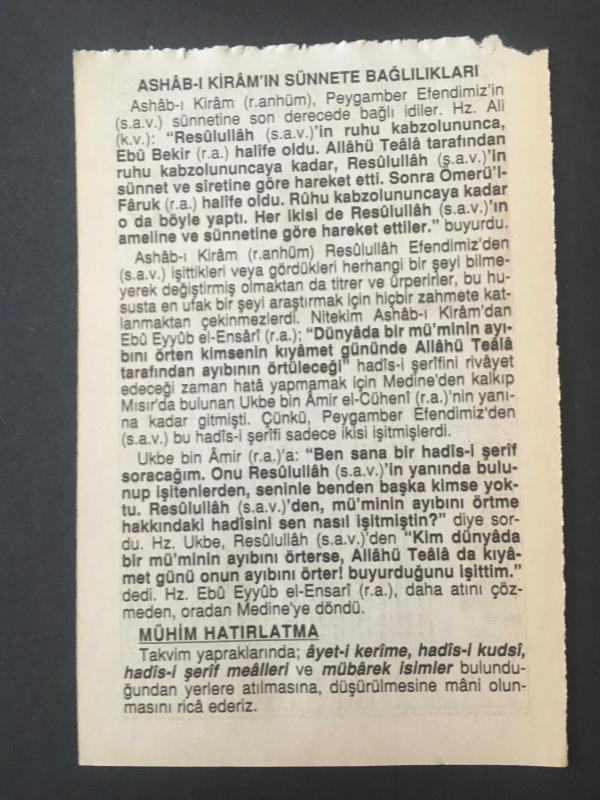 ASHÂB-I KİRÂM'IN SÜNNETE BAĞLILIKLARI
Ashâb-ı Kirâm (r.anhüm), Peygamber Efendimiz'in
(s.a.v.) sünnetine son derecede bağlı idiler. Hz. Ali
(k.v.): "Resûlullâh (s.a.v.)'in ruhu kabzolununca,
Ebû Bekir (r.a.) halîfe oldu. Allâhü Teâlâ tarafından
ruhu kabzolununcaya kadar, Resûlullâh (s.a.v.)'in
sünnet ve sîretine göre hareket etti. Sonra Ömerü'l-
Fâruk (r.a.) halîfe oldu. Rûhu kabzolununcaya kadar
o da böyle yaptı. Her ikisi de Resûlullâh (s.a.v.)'ın
ameline ve sünnetine göre hareket ettiler." buyurdu.
Ashâb-ı Kirâm (r.anhüm) Resûlullah Efendimiz'den
(s.a.v.) işittikleri veya gördükleri herhangi bir şeyi bilme-
yerek değiştirmiş olmaktan da titrer ve ürperirler, bu hu-
susta en ufak bir şeyi araştırmak için hiçbir zahmete kat-
lanmaktan çekinmezlerdi. Nitekim Ashâb-ı Kirâm'dan
Ebû Eyyûb el-Ensârî (r.a.); "Dünyâda bir mü'minin ayı-
bını örten kimsenin kıyâmet gününde Allâhü Teâlâ
tarafından ayıbının örtüleceği" hadîs-i şerîfini rivâyet
edeceği zaman hatâ yapmamak için Medine'den kalkıp
Mısır'da bulunan Ukbe bin Âmir el-Cühenî (r.a.)'nin yanı-
na kadar gitmişti. Çünkü, Peygamber Efendimiz'den
(s.a.v.) bu hadîs-i şerîfi sadece ikisi işitmişlerdi.
Ukbe bin Âmir (r.a.)'a: "Ben sana bir hadîs-i şerîf
soracağım. Onu Resûlullâh (s.a.v.)'in yanında bulu-
nup işitenlerden, seninle benden başka kimse yok-
tu. Resûlullâh (s.a.v.)'den, mü'minin ayıbını örtme
hakkındaki hadîsini sen nasıl işitmiştin?" diye sor-
du. Hz. Ukbe, Resûlullâh (s.a.v.)'den "Kim dünyâda
bir mü'minin ayıbını örterse, Allâhü Teâlâ da kıyâ-
met günü onun ayıbını örter! buyurduğunu işittim."
dedi. Hz. Ebû Eyyûb el-Ensarî (r.a.), daha atını çöz-
meden, oradan Medine'ye döndü.
MÜHİM HATIRLATMA
Takvim yapraklarında; âyet-i kerîme, hadîs-i kudsî,
hadîs-i şerîf meâlleri ve mübârek isimler bulundu-
ğundan yerlere atılmasına, düşürülmesine mâni olun-
masını ricâ ederiz.